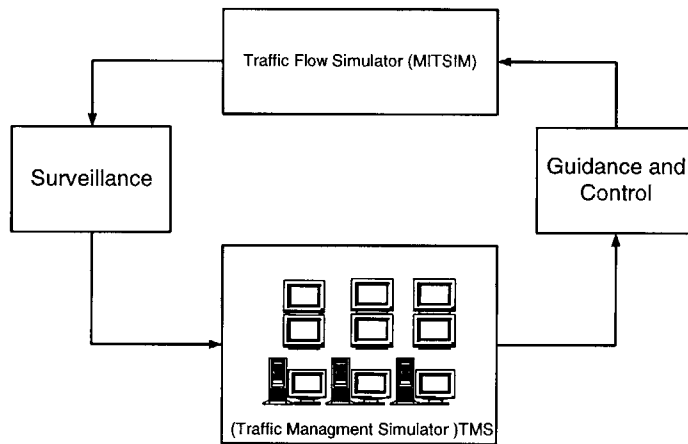 Traffic Flow Simulator (MITSIM)
Surveillance
Guidance and
Control
(Traffic Managment Simulator )TMS